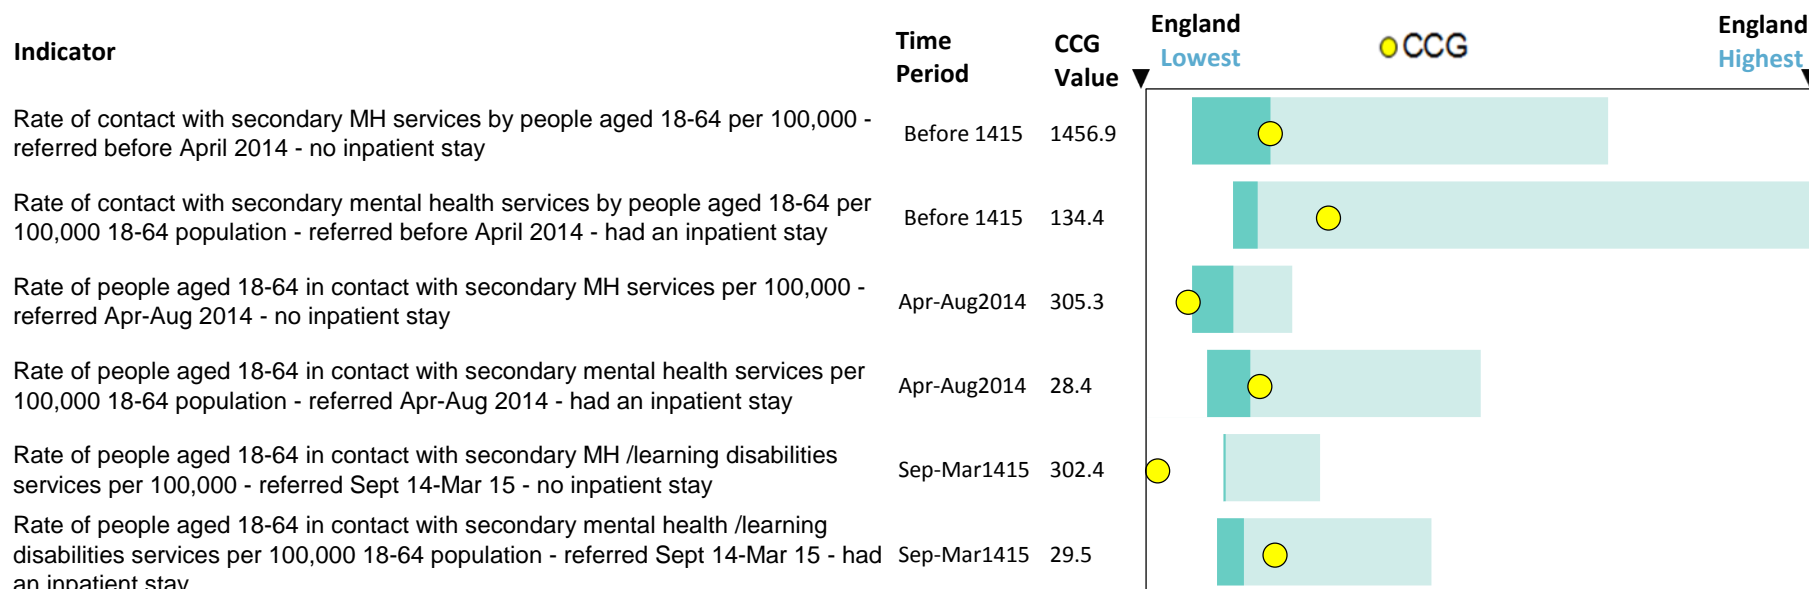 Indicator
Time Period
CCG Value
England Lowest
CCG
England Highest
Rate of contact with secondary MH services by people aged 18-64 per 100,000 -
referred before April 2014 - no inpatient stay
Before 1415
1456.9
Rate of contact with secondary mental health services by people aged 18-64 per
100,000 18-64 population - referred before April 2014 - had an inpatient stay
Before 1415
134.4
Rate of people aged 18-64 in contact with secondary MH services per 100,000 -
referred Apr-Aug 2014 - no inpatient stay
Apr-Aug2014
305.3
Rate of people aged 18-64 in contact with secondary mental health services per
100,000 18-64 population - referred Apr-Aug 2014 - had an inpatient stay
Apr-Aug2014
28.4
Rate of people aged 18-64 in contact with secondary MH /learning disabilities
services per 100,000 - referred Sept 14-Mar 15 - no inpatient stay
Sep-Mar1415
302.4
Rate of people aged 18-64 in contact with secondary mental health /learning
disabilities services per 100,000 18-64 population - referred Sept 14-Mar 15 - had
an inpatient stay
Sep-Mar1415
29.5